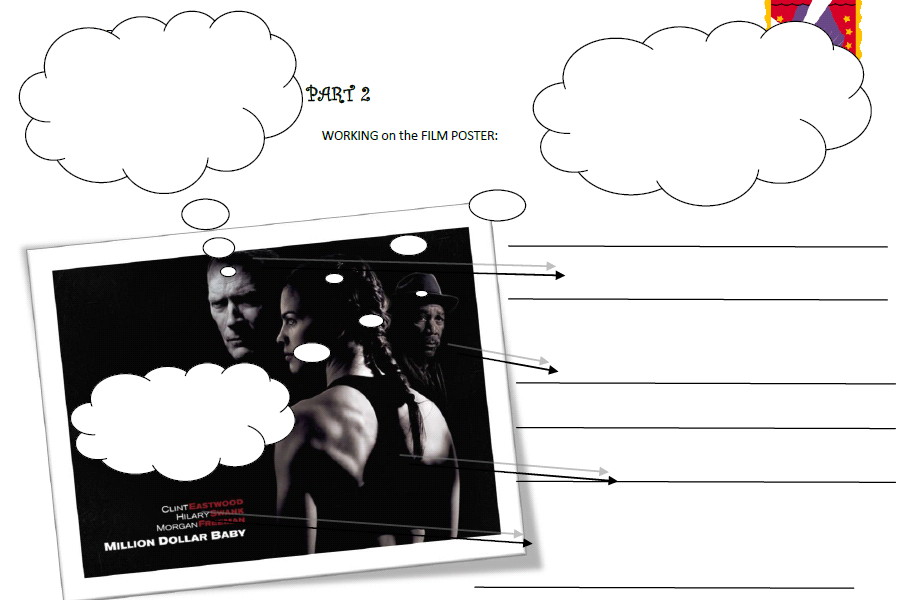 PART 2
WORKING on the FILM POSTER:
CLINT EASTWOOD
HILARY SWANK
MORGAN FREEMAN
MILLION DOLLAR BABY